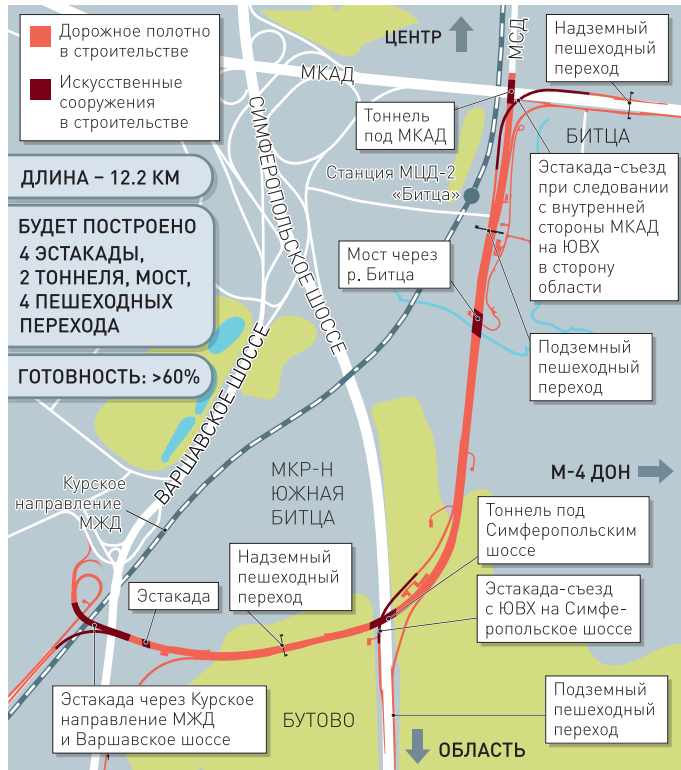 Дорожное полотно
в строительстве
Искусственные
сооружения
в строительстве
ЦЕНТР
МСД
Надземный
пешеходный
переход
МКАД
СИМФЕРОПОЛЬСКОЕ ШОССЕ
Тоннель
под МКАД
БИТЦА
ДЛИНА – 12.2 КМ
Станция МЦД-2
«Битца»
Эстакада-съезд
при следовании
с внутренней
стороны МКАД
на ЮВХ
в сторону
области
БУДЕТ ПОСТРОЕНО
4 ЭСТАКАДЫ,
2 ТОННЕЛЯ, МОСТ,
4 ПЕШЕХОДНЫХ
ПЕРЕХОДА
Мост через
р. Битца
Подземный
пешеходный
переход
ГОТОВНОСТЬ: >60%
ВАРШАВСКОЕ ШОССЕ
Курское
направление
МЖД
МКР-Н
ЮЖНАЯ
БИТЦА
М-4 ДОН
Тоннель под
Симферопольским
шоссе
Надземный
пешеходный
переход
Эстакада
Эстакада-съезд
с ЮВХ на Симфе-
ропольское шоссе
Эстакада через Курское
направление МЖД
и Варшавское шоссе
БУТОВО
Подземный
пешеходный
переход
ОБЛАСТЬ